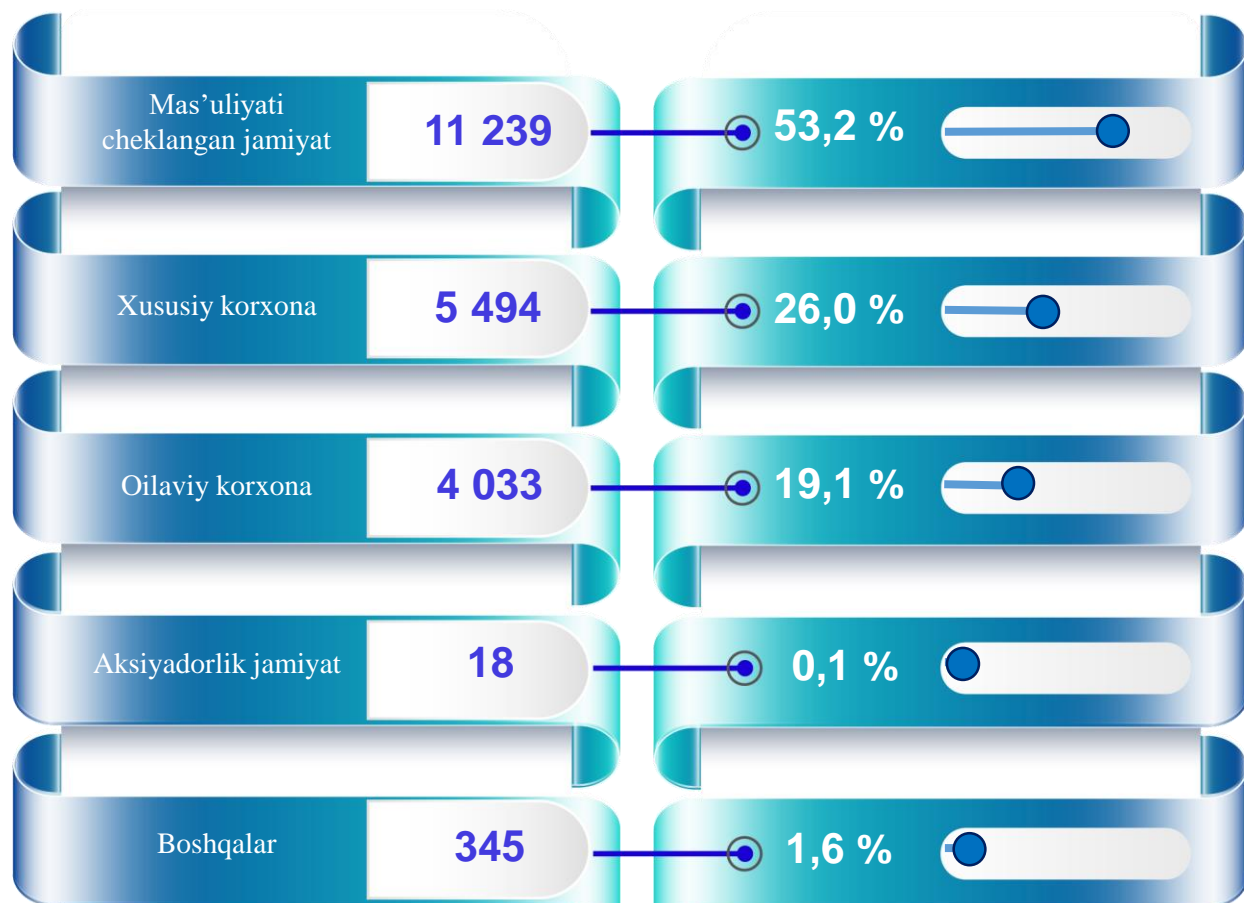 Mas’uliyati
cheklangan jamiyat
11 239
53,2 %
Xususiy korxona
5 494
26,0 %
Oilaviy korxona
4 033
19,1 %
Aksiyadorlik jamiyat
18
0,1 %
Boshqalar
345
1,6 %